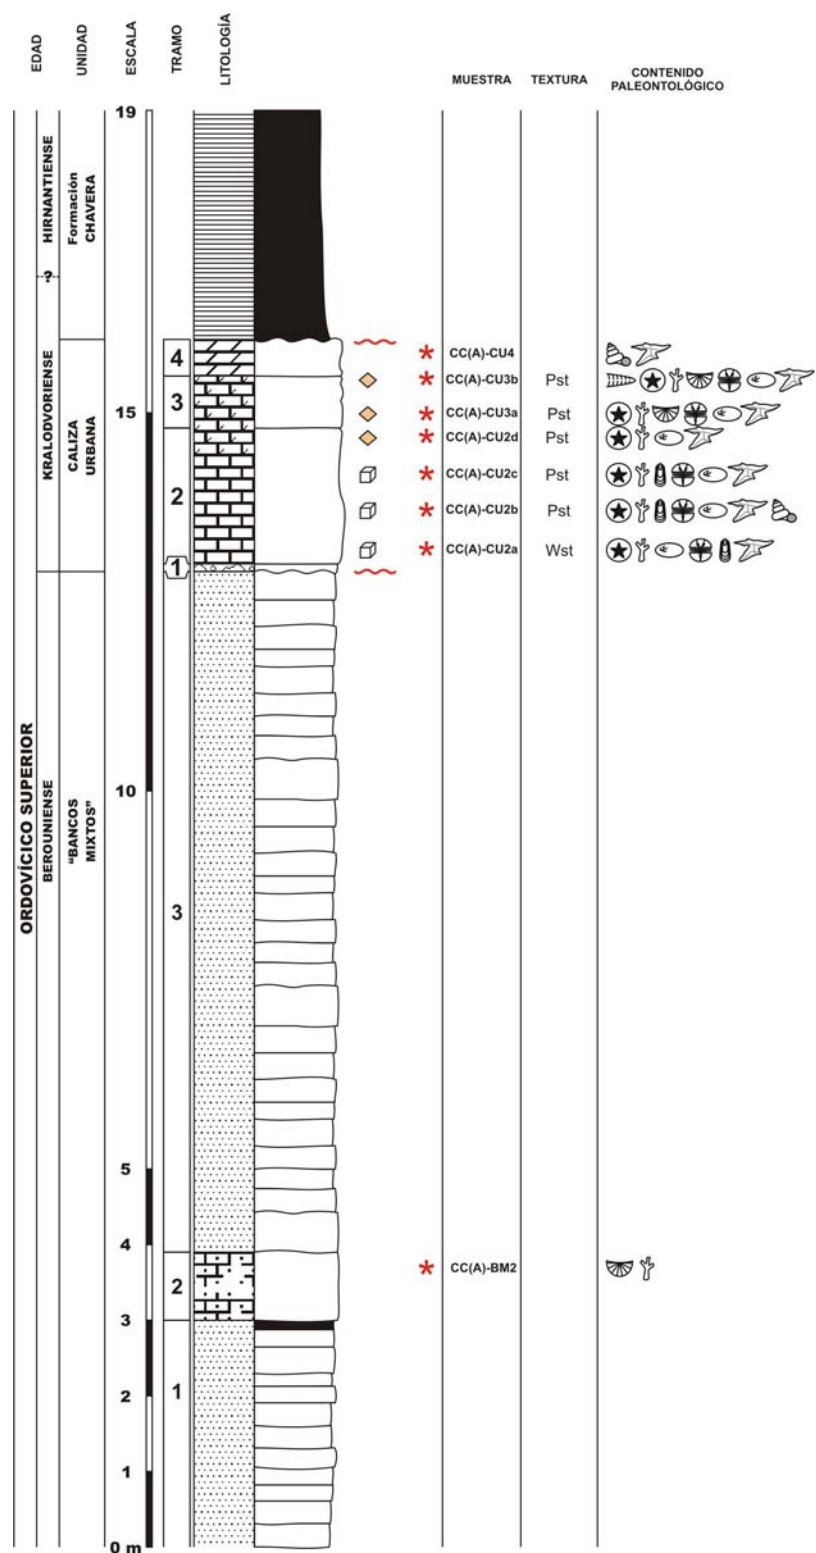 EDAD
UNIDAD
ESCALA
TRAMO
LITOLOGÍA
MUESTRA
TEXTURA
CONTENIDO
PALEONTOLÓGICO
ORDOVÍCICO SUPERIOR
HIRNANTIENSE
?
KRALODVORIENSE
BEROUNIENSE
Formación
CHAVERA
CALIZA
URBANA
"BANCOS
MIXTOS"
19
15
10
5
4
3
2
1
0 m
4
3
2
1
3
2
1
CC(A)-CU4
CC(A)-CU3b Pst
CC(A)-CU3a Pst
CC(A)-CU2d Pst
CC(A)-CU2c Pst
CC(A)-CU2b Pst
CC(A)-CU2a Wst
CC(A)-BM2